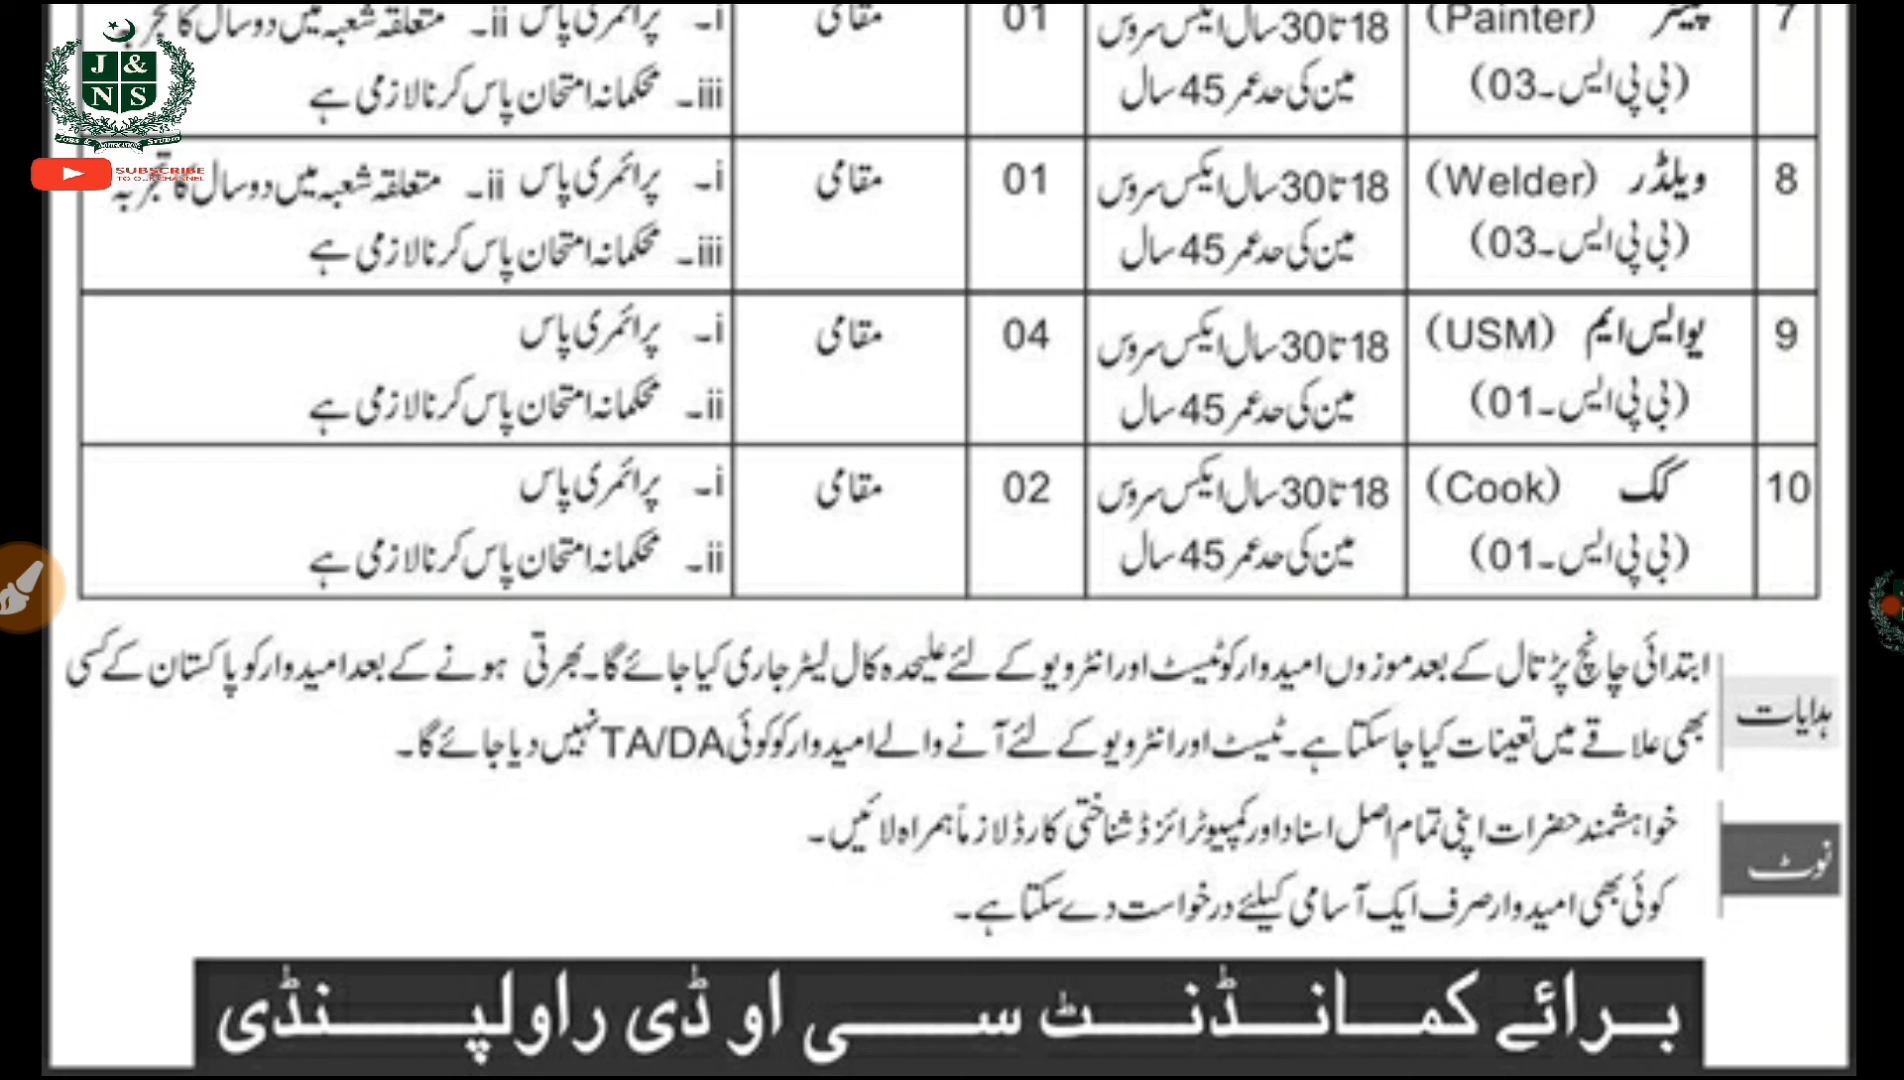 7 پینٹر (Painter) 18 تا 30 سال ایکس سروس 01 مقامی i۔ پرائمری پاس ii۔ متعلقہ شعبہ میں دو سال کا تجربہ
(بی پی ایس۔03) مین کی حد عمر 45 سال iii۔ محکمانہ امتحان پاس کرنا لازمی ہے
8 ویلڈر (Welder) 18 تا 30 سال ایکس سروس 01 مقامی i۔ پرائمری پاس ii۔ متعلقہ شعبہ میں دو سال کا تجربہ
(بی پی ایس۔03) مین کی حد عمر 45 سال iii۔ محکمانہ امتحان پاس کرنا لازمی ہے
9 یو ایس ایم (USM) 18 تا 30 سال ایکس سروس 04 مقامی i۔ پرائمری پاس
(بی پی ایس۔01) مین کی حد عمر 45 سال ii۔ محکمانہ امتحان پاس کرنا لازمی ہے
10 کک (Cook) 18 تا 30 سال ایکس سروس 02 مقامی i۔ پرائمری پاس
(بی پی ایس۔01) مین کی حد عمر 45 سال ii۔ محکمانہ امتحان پاس کرنا لازمی ہے
ہدایات
ابتدائی چانچ پڑتال کے بعد موزوں امیدوار کو ٹیسٹ اور انٹرویو کے لئے علیحدہ کال لیٹر جاری کیا جائے گا۔ بھرتی ہونے کے بعد امیدوار کو پاکستان کے کسی
بھی علاقے میں تعینات کیا جا سکتا ہے۔ ٹیسٹ اور انٹرویو کے لئے آنے والے امیدوار کو کوئی TA/DA نہیں دیا جائے گا۔
نوٹ
خواہشمند حضرات اپنی تمام اصل اسناد اور کمپیوٹرائزڈ شناختی کارڈ لازماً ہمراہ لائیں۔
کوئی بھی امیدوار صرف ایک آسامی کیلئے درخواست دے سکتا ہے۔
برائے کمانڈنٹ سی او ڈی راولپنڈی
J & N S
SUBSCRIBE
TO OUR CHANNEL